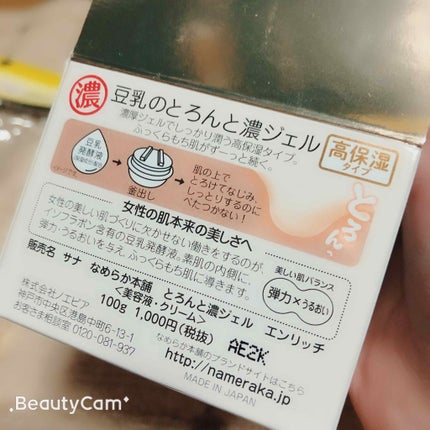 濃
豆乳のとろんと濃ジェル
濃厚ジェルでしっかり潤う高保湿タイプ。
ふっくらもち肌がずーっと続く。
高保湿
タイプ
豆乳
発酵液
釜出し
肌の上で
とろけてなじみ、
しっとりするのに
べたつかない!
とろん、
女性の肌本来の美しさへ
女性の美しい肌づくりに欠かせない働きをするのが、
イソフラボン含有の豆乳発酵液。素肌の内側に、
弾力・うるおいを与え ふっくらもち肌に導きます。
美しい肌バランス
弾力×うるおい
販売名 サナ なめらか本舗 とろんと濃ジェル エンリッチ
<美容液・クリーム>
100g 1,000円(税抜)
AE2K
株式会社ノエビア
神戸市中央区港島中町6-13-1
お客さま相談室 0120-081-937
なめらか本舗のブランドサイトはこちら
http://nameraka.jp
MADE IN JAPAN
BeautyCam